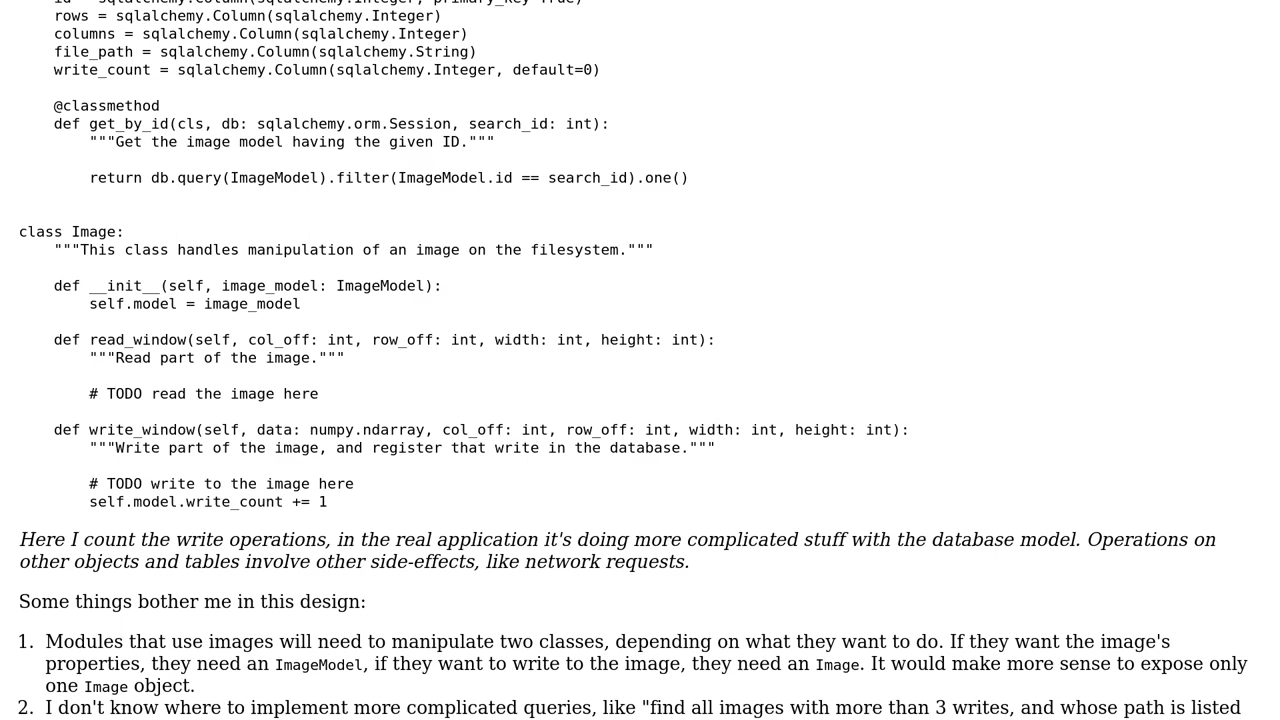 id = sqlalchemy.Column(sqlalchemy.Integer, primary_key=True)
rows = sqlalchemy.Column(sqlalchemy.Integer)
columns = sqlalchemy.Column(sqlalchemy.Integer)
file_path = sqlalchemy.Column(sqlalchemy.String)
write_count = sqlalchemy.Column(sqlalchemy.Integer, default=0)
@classmethod
def get_by_id(cls, db: sqlalchemy.orm.Session, search_id: int):
"""Get the image model having the given ID."""
return db.query(ImageModel).filter(ImageModel.id == search_id).one()
class Image:
"""This class handles manipulation of an image on the filesystem."""
def __init__(self, image_model: ImageModel):
self.model = image_model
def read_window(self, col_off: int, row_off: int, width: int, height: int):
"""Read part of the image."""
# TODO read the image here
def write_window(self, data: numpy.ndarray, col_off: int, row_off: int, width: int, height: int):
"""Write part of the image, and register that write in the database."""
# TODO write to the image here
self.model.write_count += 1
Here I count the write operations, in the real application it's doing more complicated stuff with the database model. Operations on
other objects and tables involve other side-effects, like network requests.
Some things bother me in this design:
1. Modules that use images will need to manipulate two classes, depending on what they want to do. If they want the image's
properties, they need an ImageModel, if they want to write to the image, they need an Image. It would make more sense to expose only
one Image object.
2. I don't know where to implement more complicated queries, like "find all images with more than 3 writes, and whose path is listed